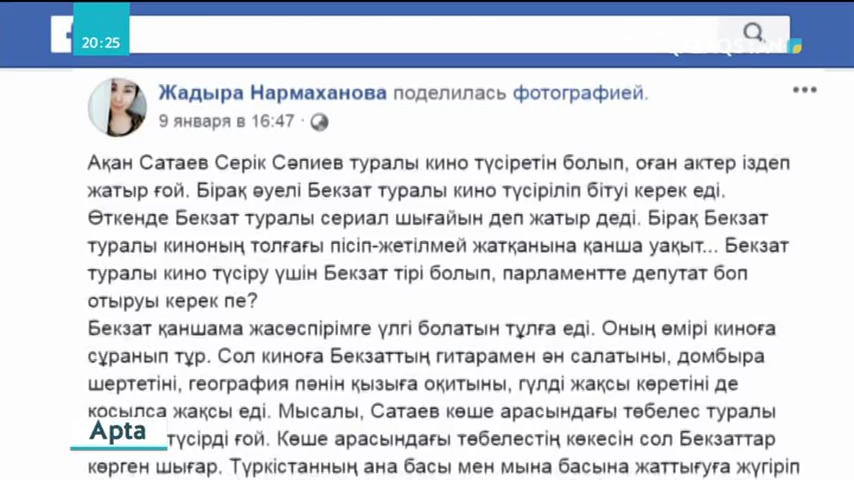 20:25
QAZAQSTAN
Жадыра Нармаханова поделилась фотографией.
9 января в 16:47 ·
Ақан Сатаев Серік Сәпиев туралы кино түсіретін болып, оған актер іздеп
жатыр ғой. Бірақ әуелі Бекзат туралы кино түсіріліп бітуі керек еді.
Өткенде Бекзат туралы сериал шығайын деп жатыр деді. Бірақ Бекзат
туралы киноның толғағы пісіп-жетілмей жатқанына қанша уақыт... Бекзат
туралы кино түсіру үшін Бекзат тірі болып, парламентте депутат боп
отыруы керек пе?
Бекзат қаншама жасөспірімге үлгі болатын тұлға еді. Оның өмірі киноға
сұранып тұр. Сол киноға Бекзаттың гитарамен ән салатыны, домбыра
шертетіні, география пәнін қызыға оқитыны, гүлді жақсы көретіні де
қосылса жақсы еді. Мысалы, Сатаев көше арасындағы төбелес туралы
түсірді ғой. Көше арасындағы төбелестің көкесін сол Бекзаттар
көрген шығар. Түркістанның ана басы мен мына басына жаттығуға жүгіріп
Apta